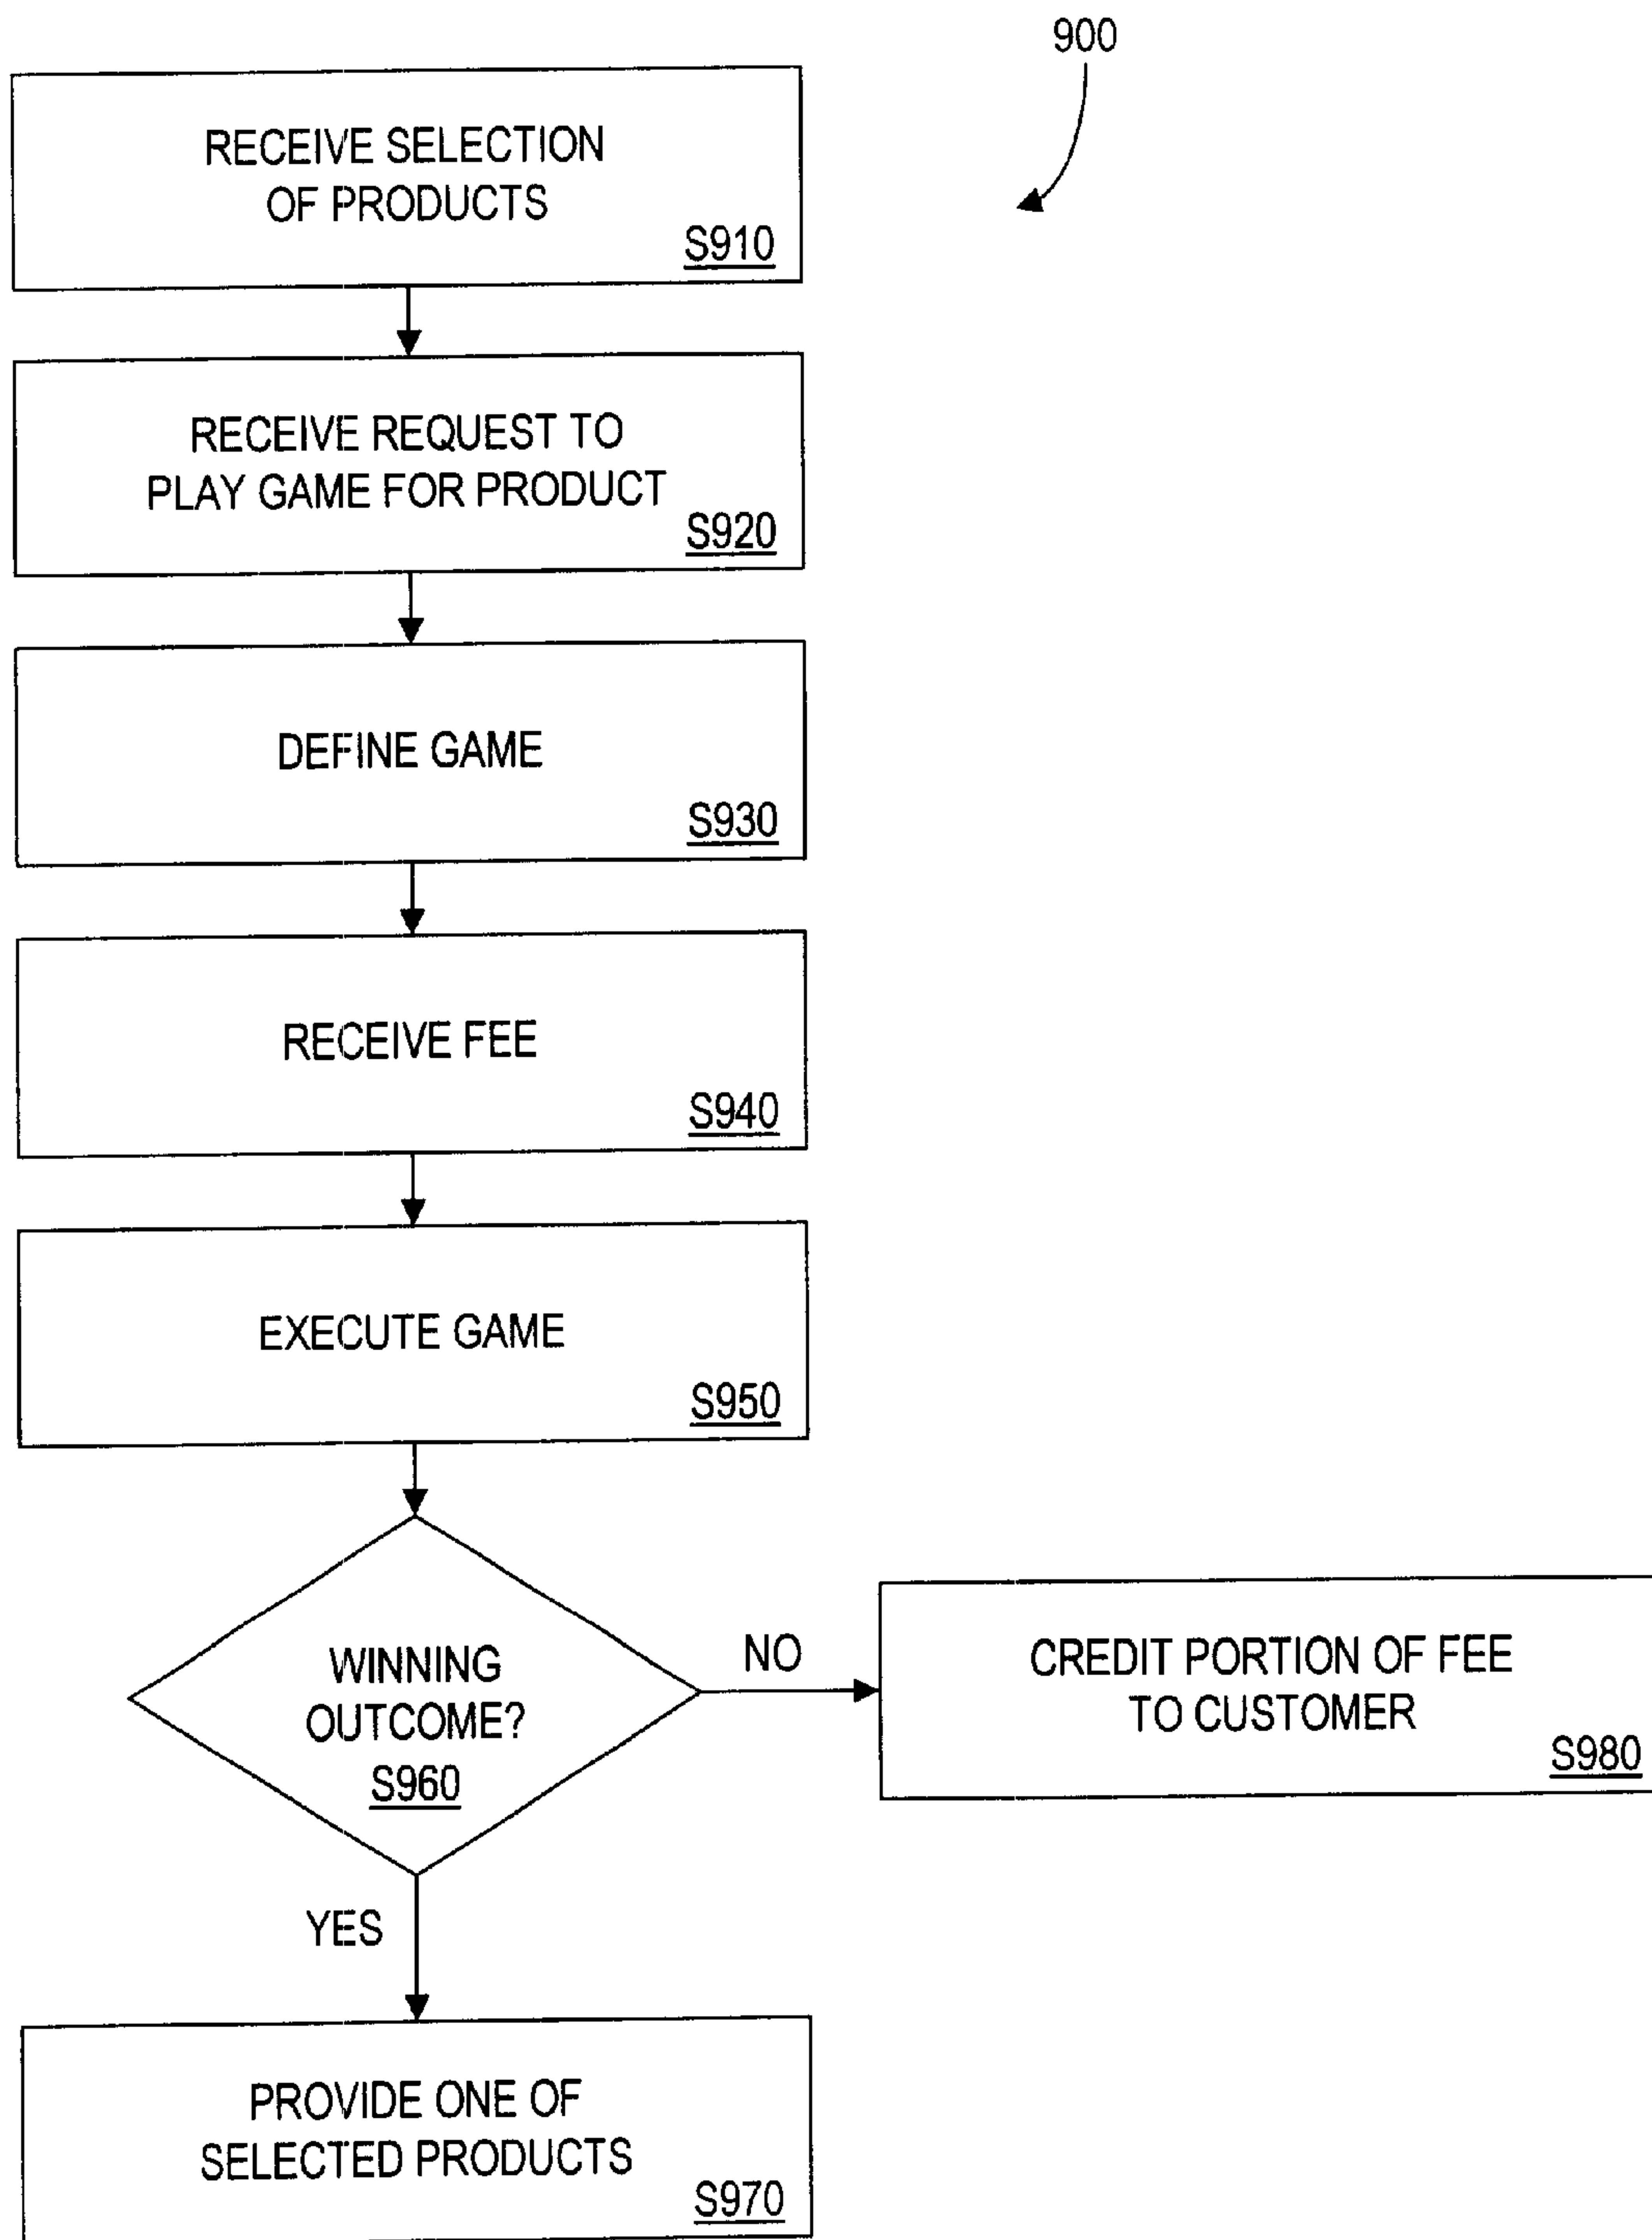 900
RECEIVE SELECTION
OF PRODUCTS
S910
RECEIVE REQUEST TO
PLAY GAME FOR PRODUCT
S920
DEFINE GAME
S930
RECEIVE FEE
S940
EXECUTE GAME
S950
WINNING
OUTCOME?
S960
NO
CREDIT PORTION OF FEE
TO CUSTOMER
S980
YES
PROVIDE ONE OF
SELECTED PRODUCTS
S970